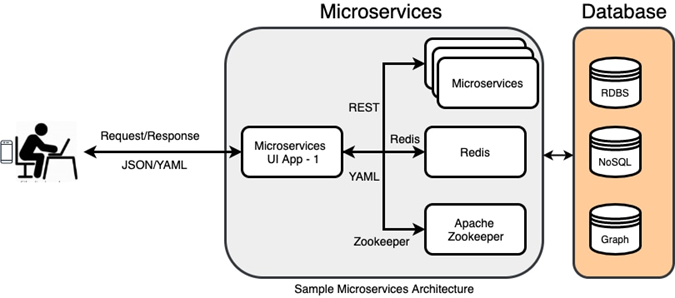 Microservices
Database
Microservices
RDBS
REST
Request/Response
JSON/YAML
Microservices
UI App - 1
Redis
YAML
Redis
NoSQL
Zookeeper
Apache
Zookeeper
Graph
Sample Microservices Architecture